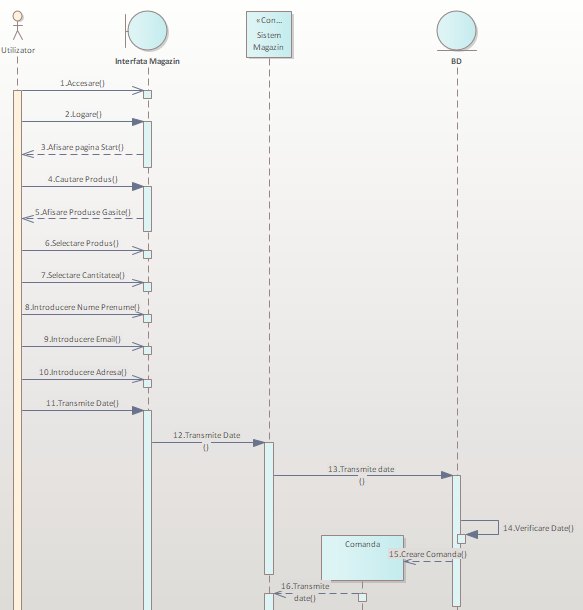 «Con...
Sistem
Magazin
Utilizator
Interfata Magazin
BD
1.Accesare()
2.Logare()
3.Afisare pagina Start()
4.Cautare Produs()
5.Afisare Produse Gasite()
6.Selectare Produs()
7.Selectare Cantitatea()
8.Introducere Nume Prenume()
9.Introducere Email()
10.Introducere Adresa()
11.Transmite Date()
12.Transmite Date
()
13.Transmite date
()
14.Verificare Date()
Comanda
15.Creare Comanda()
16.Transmite
date()